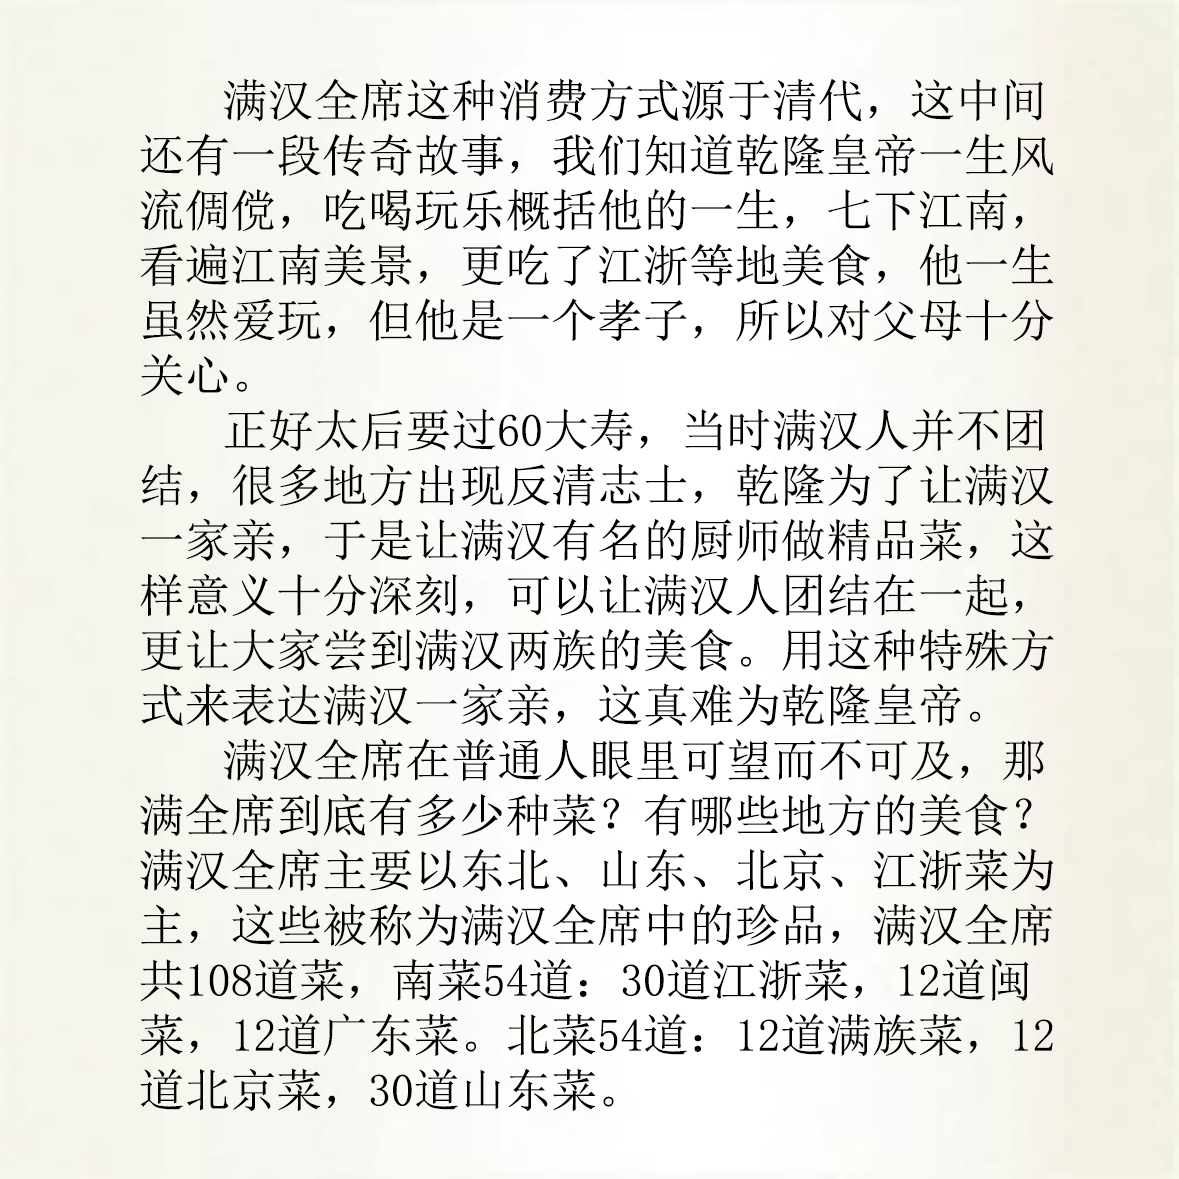 满汉全席这种消费方式源于清代，这中间
还有一段传奇故事，我们知道乾隆皇帝一生风
流倜傥，吃喝玩乐概括他的一生，七下江南，
看遍江南美景，更吃了江浙等地美食，他一生
虽然爱玩，但他是一个孝子，所以对父母十分
关心。
正好太后要过60大寿，当时满汉人并不团
结，很多地方出现反清志士，乾隆为了让满汉
一家亲，于是让满汉有名的厨师做精品菜，这
样意义十分深刻，可以让满汉人团结在一起，
更让大家尝到满汉两族的美食。用这种特殊方
式来表达满汉一家亲，这真难为乾隆皇帝。
满汉全席在普通人眼里可望而不可及，那
满全席到底有多少种菜？有哪些地方的美食？
满汉全席主要以东北、山东、北京、江浙菜为
主，这些被称为满汉全席中的珍品，满汉全席
共108道菜，南菜54道：30道江浙菜，12道闽
菜，12道广东菜。北菜54道：12道满族菜，12
道北京菜，30道山东菜。